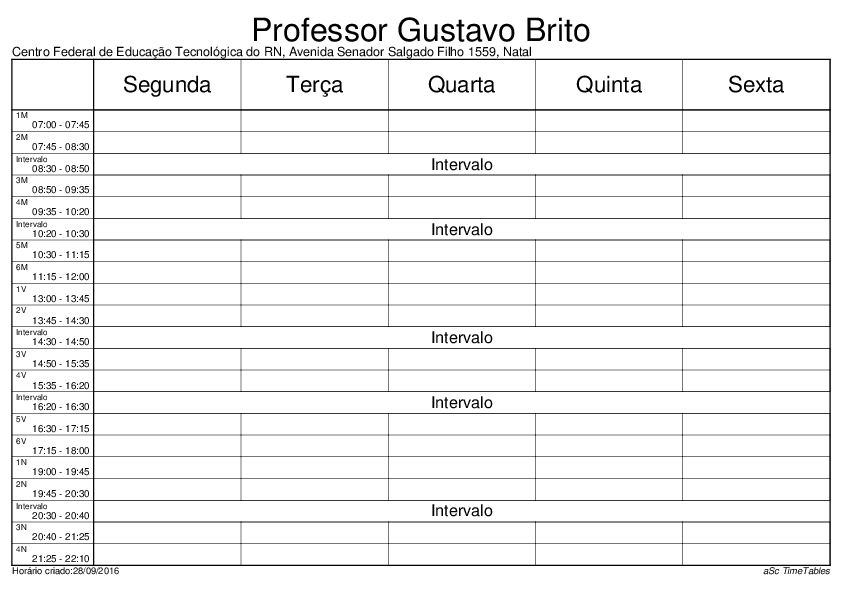 Professor Gustavo Brito
Centro Federal de Educação Tecnológica do RN, Avenida Senador Salgado Filho 1559, Natal
Segunda Terça Quarta Quinta Sexta
1M
07:00 - 07:45
2M
07:45 - 08:30
Intervalo
08:30 - 08:50
Intervalo
3M
08:50 - 09:35
4M
09:35 - 10:20
Intervalo
10:20 - 10:30
Intervalo
5M
10:30 - 11:15
6M
11:15 - 12:00
1V
13:00 - 13:45
2V
13:45 - 14:30
Intervalo
14:30 - 14:50
Intervalo
3V
14:50 - 15:35
4V
15:35 - 16:20
Intervalo
16:20 - 16:30
Intervalo
5V
16:30 - 17:15
6V
17:15 - 18:00
1N
19:00 - 19:45
2N
19:45 - 20:30
Intervalo
20:30 - 20:40
Intervalo
3N
20:40 - 21:25
4N
21:25 - 22:10
Horário criado:28/09/2016 aSc TimeTables